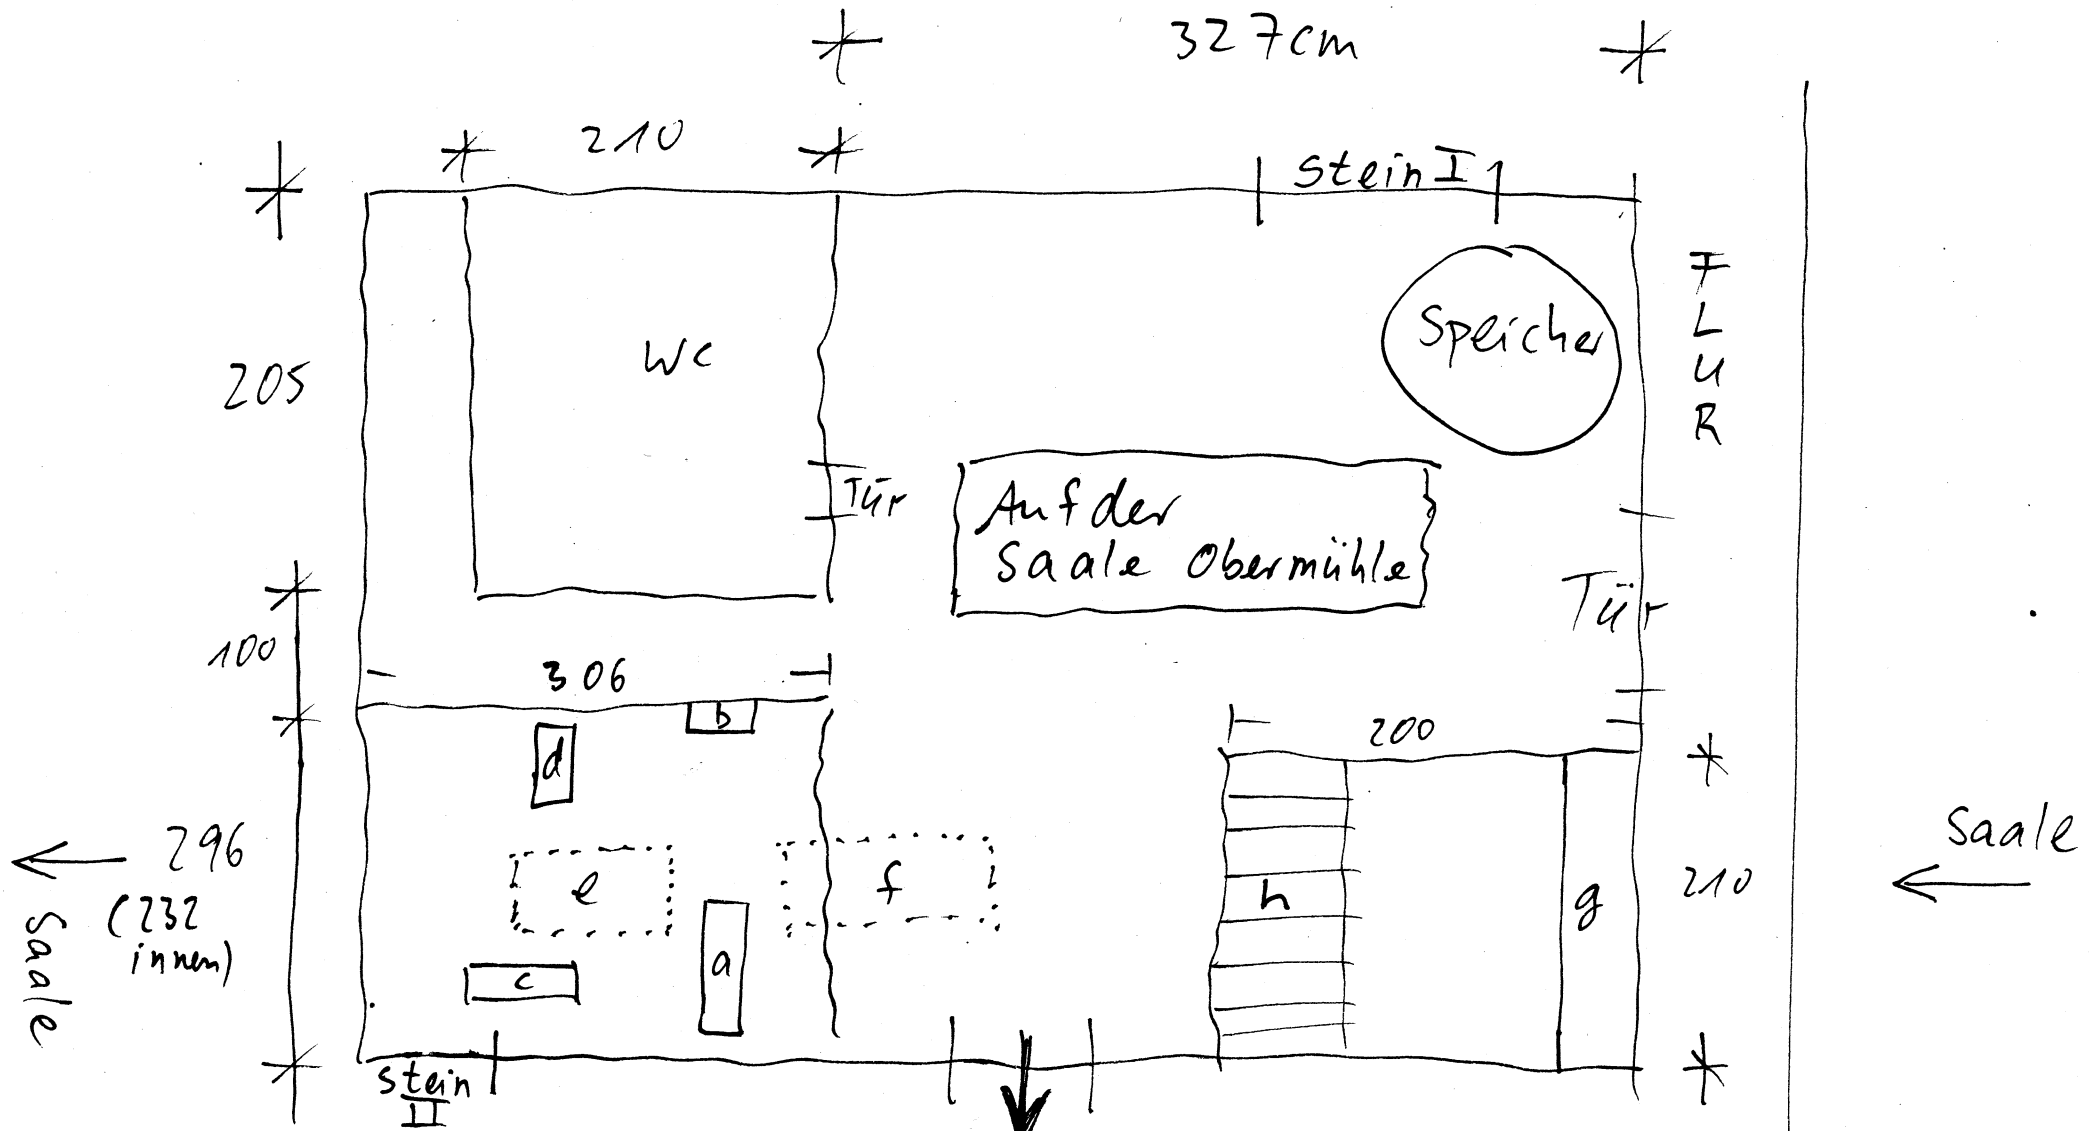 327cm
210
stein I
205
WC
Speicher
FLUR
Tür
Auf der
Saale Obermühle
Tür
100
306
b
200
d
296
(232
innen)
Saale
e
f
h
g
210
Saale
c
a
stein
II